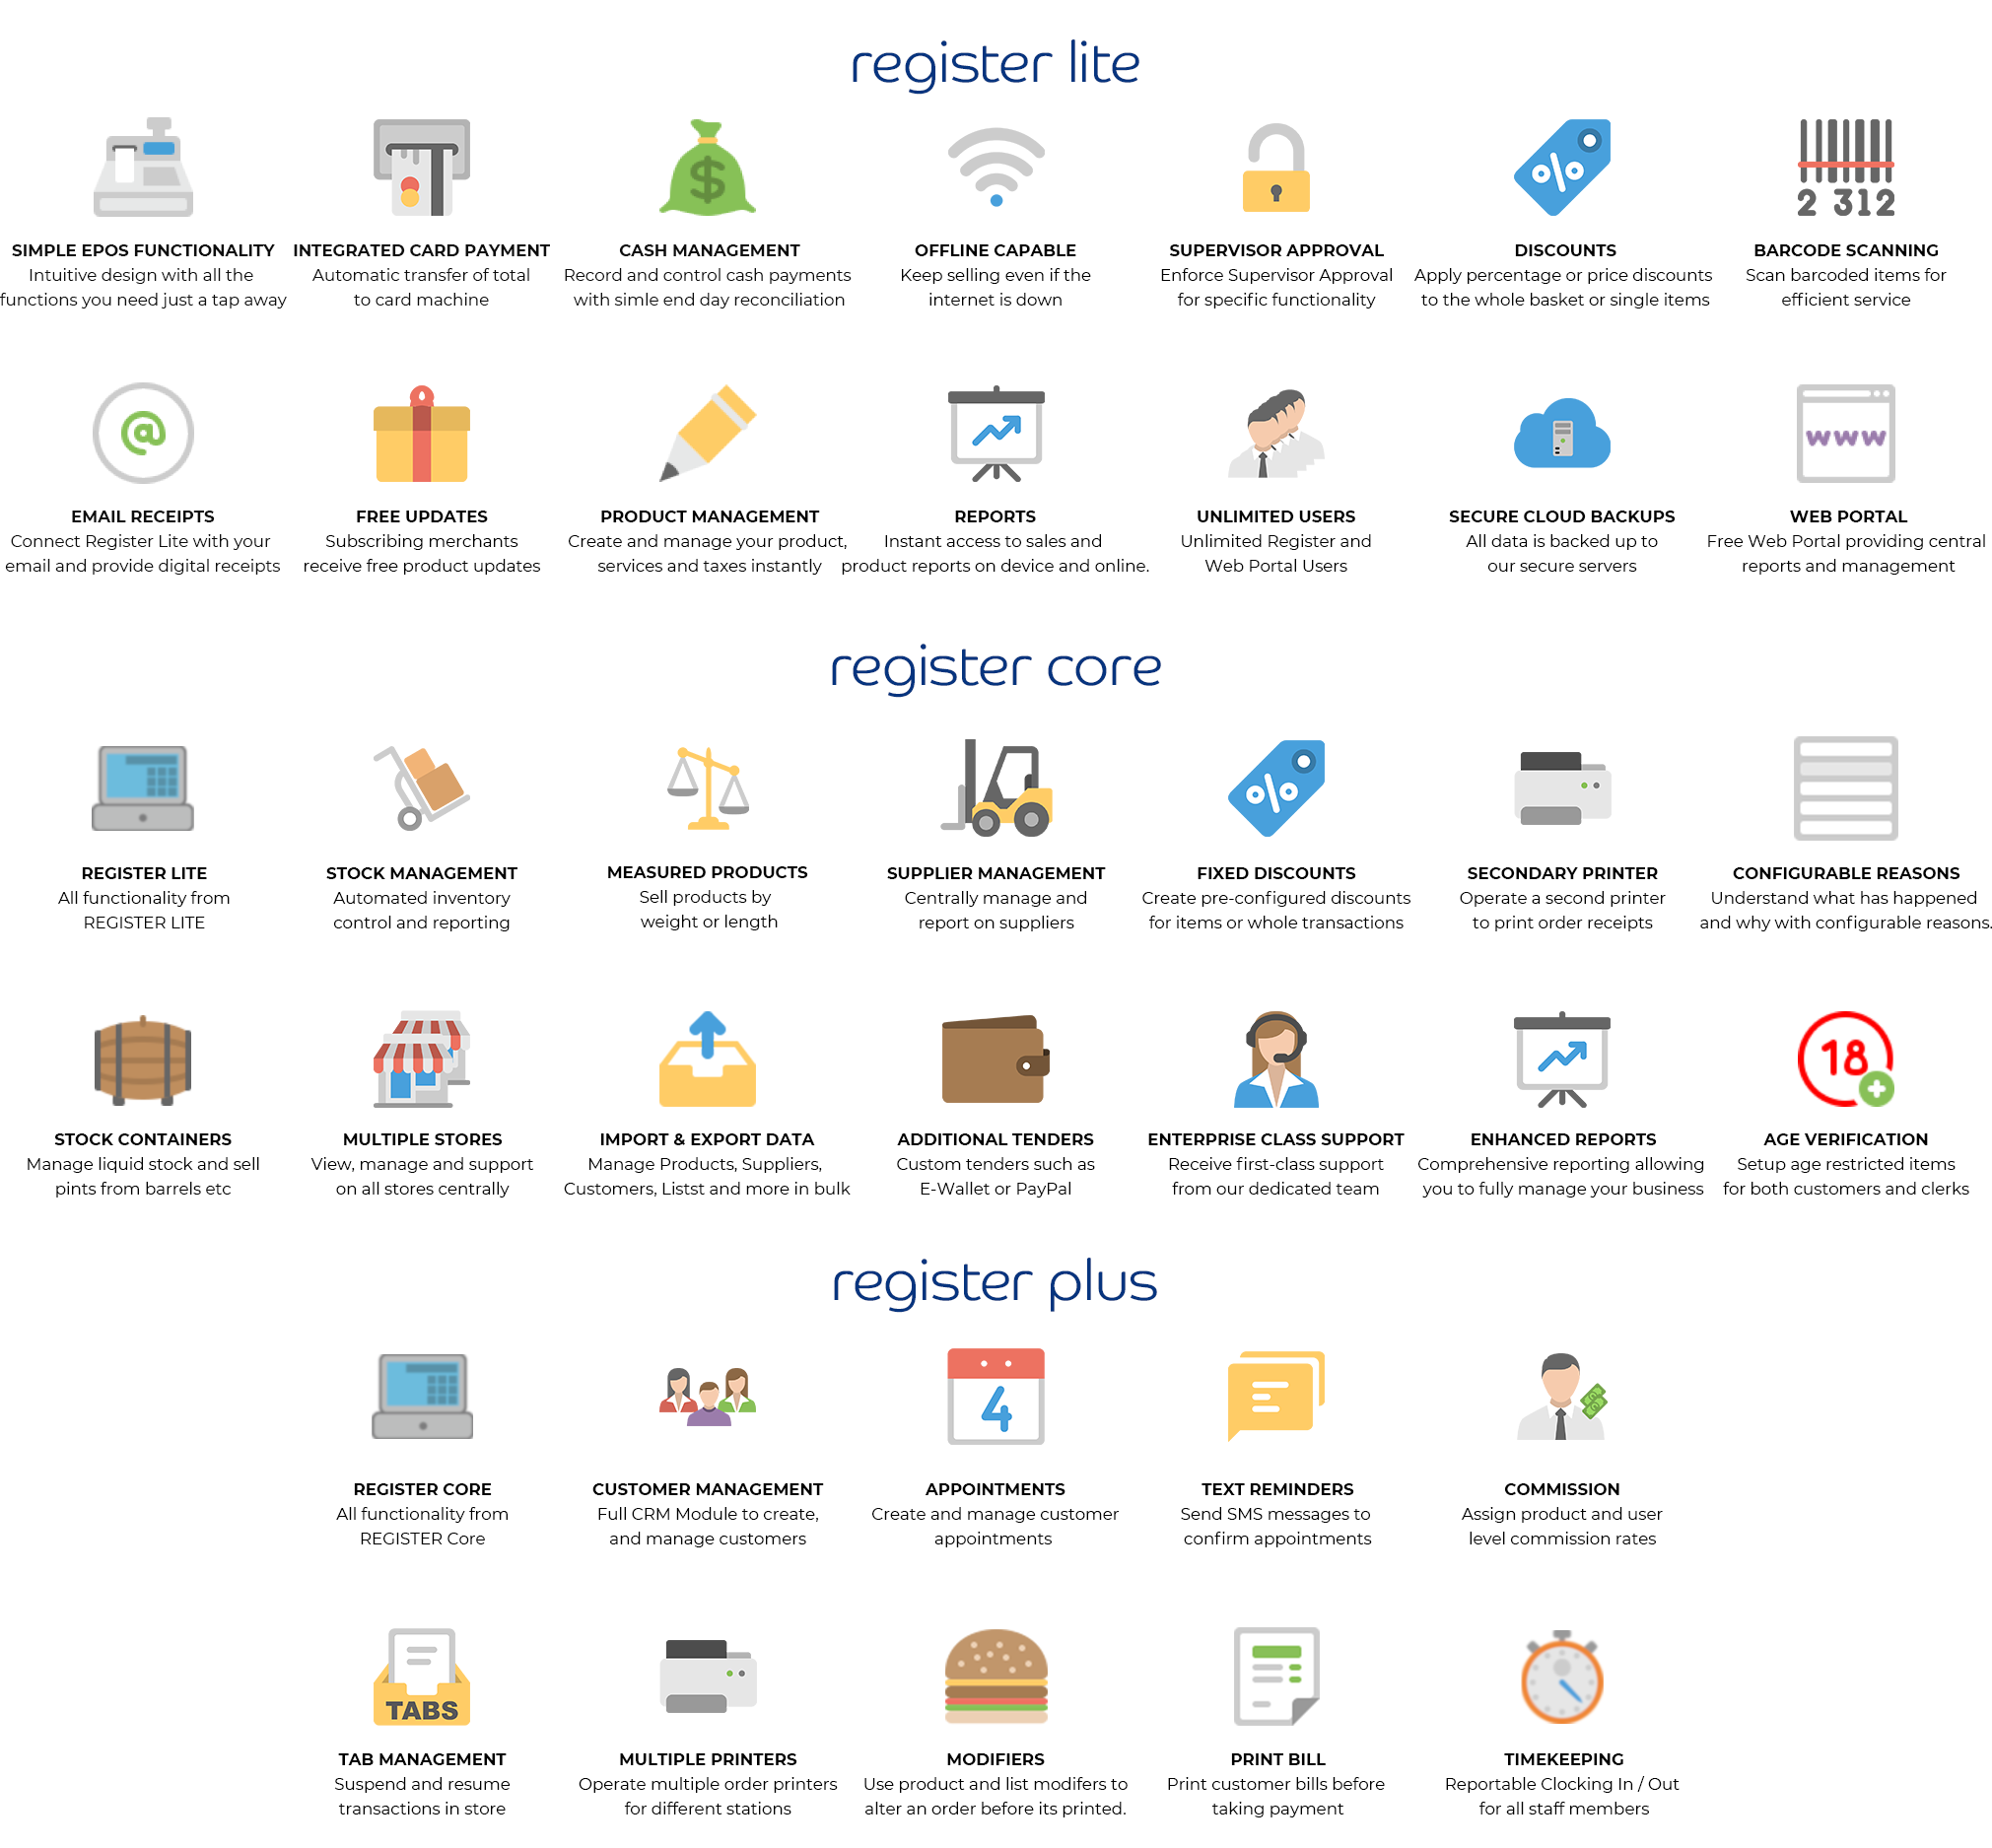 register lite
2 312
SIMPLE EPOS FUNCTIONALITY
Intuitive design with all the
functions you need just a tap away
INTEGRATED CARD PAYMENT
Automatic transfer of total
to card machine
CASH MANAGEMENT
Record and control cash payments
with simle end day reconciliation
OFFLINE CAPABLE
Keep selling even if the
internet is down
SUPERVISOR APPROVAL
Enforce Supervisor Approval
for specific functionality
DISCOUNTS
Apply percentage or price discounts
to the whole basket or single items
BARCODE SCANNING
Scan barcoded items for
efficient service
www
EMAIL RECEIPTS
Connect Register Lite with your
email and provide digital receipts
FREE UPDATES
Subscribing merchants
receive free product updates
PRODUCT MANAGEMENT
Create and manage your product,
services and taxes instantly
REPORTS
Instant access to sales and
product reports on device and online.
UNLIMITED USERS
Unlimited Register and
Web Portal Users
SECURE CLOUD BACKUPS
All data is backed up to
our secure servers
WEB PORTAL
Free Web Portal providing central
reports and management
register core
REGISTER LITE
All functionality from
REGISTER LITE
STOCK MANAGEMENT
Automated inventory
control and reporting
MEASURED PRODUCTS
Sell products by
weight or length
SUPPLIER MANAGEMENT
Centrally manage and
report on suppliers
FIXED DISCOUNTS
Create pre-configured discounts
for items or whole transactions
SECONDARY PRINTER
Operate a second printer
to print order receipts
CONFIGURABLE REASONS
Understand what has happened
and why with configurable reasons.
18
STOCK CONTAINERS
Manage liquid stock and sell
pints from barrels etc
MULTIPLE STORES
View, manage and support
on all stores centrally
IMPORT & EXPORT DATA
Manage Products, Suppliers,
Customers, Listst and more in bulk
ADDITIONAL TENDERS
Custom tenders such as
E-Wallet or PayPal
ENTERPRISE CLASS SUPPORT
Receive first-class support
from our dedicated team
ENHANCED REPORTS
Comprehensive reporting allowing
you to fully manage your business
AGE VERIFICATION
Setup age restricted items
for both customers and clerks
register plus
4
REGISTER CORE
All functionality from
REGISTER Core
CUSTOMER MANAGEMENT
Full CRM Module to create,
and manage customers
APPOINTMENTS
Create and manage customer
appointments
TEXT REMINDERS
Send SMS messages to
confirm appointments
COMMISSION
Assign product and user
level commission rates
TABS
TAB MANAGEMENT
Suspend and resume
transactions in store
MULTIPLE PRINTERS
Operate multiple order printers
for different stations
MODIFIERS
Use product and list modifers to
alter an order before its printed.
PRINT BILL
Print customer bills before
taking payment
TIMEKEEPING
Reportable Clocking In / Out
for all staff members